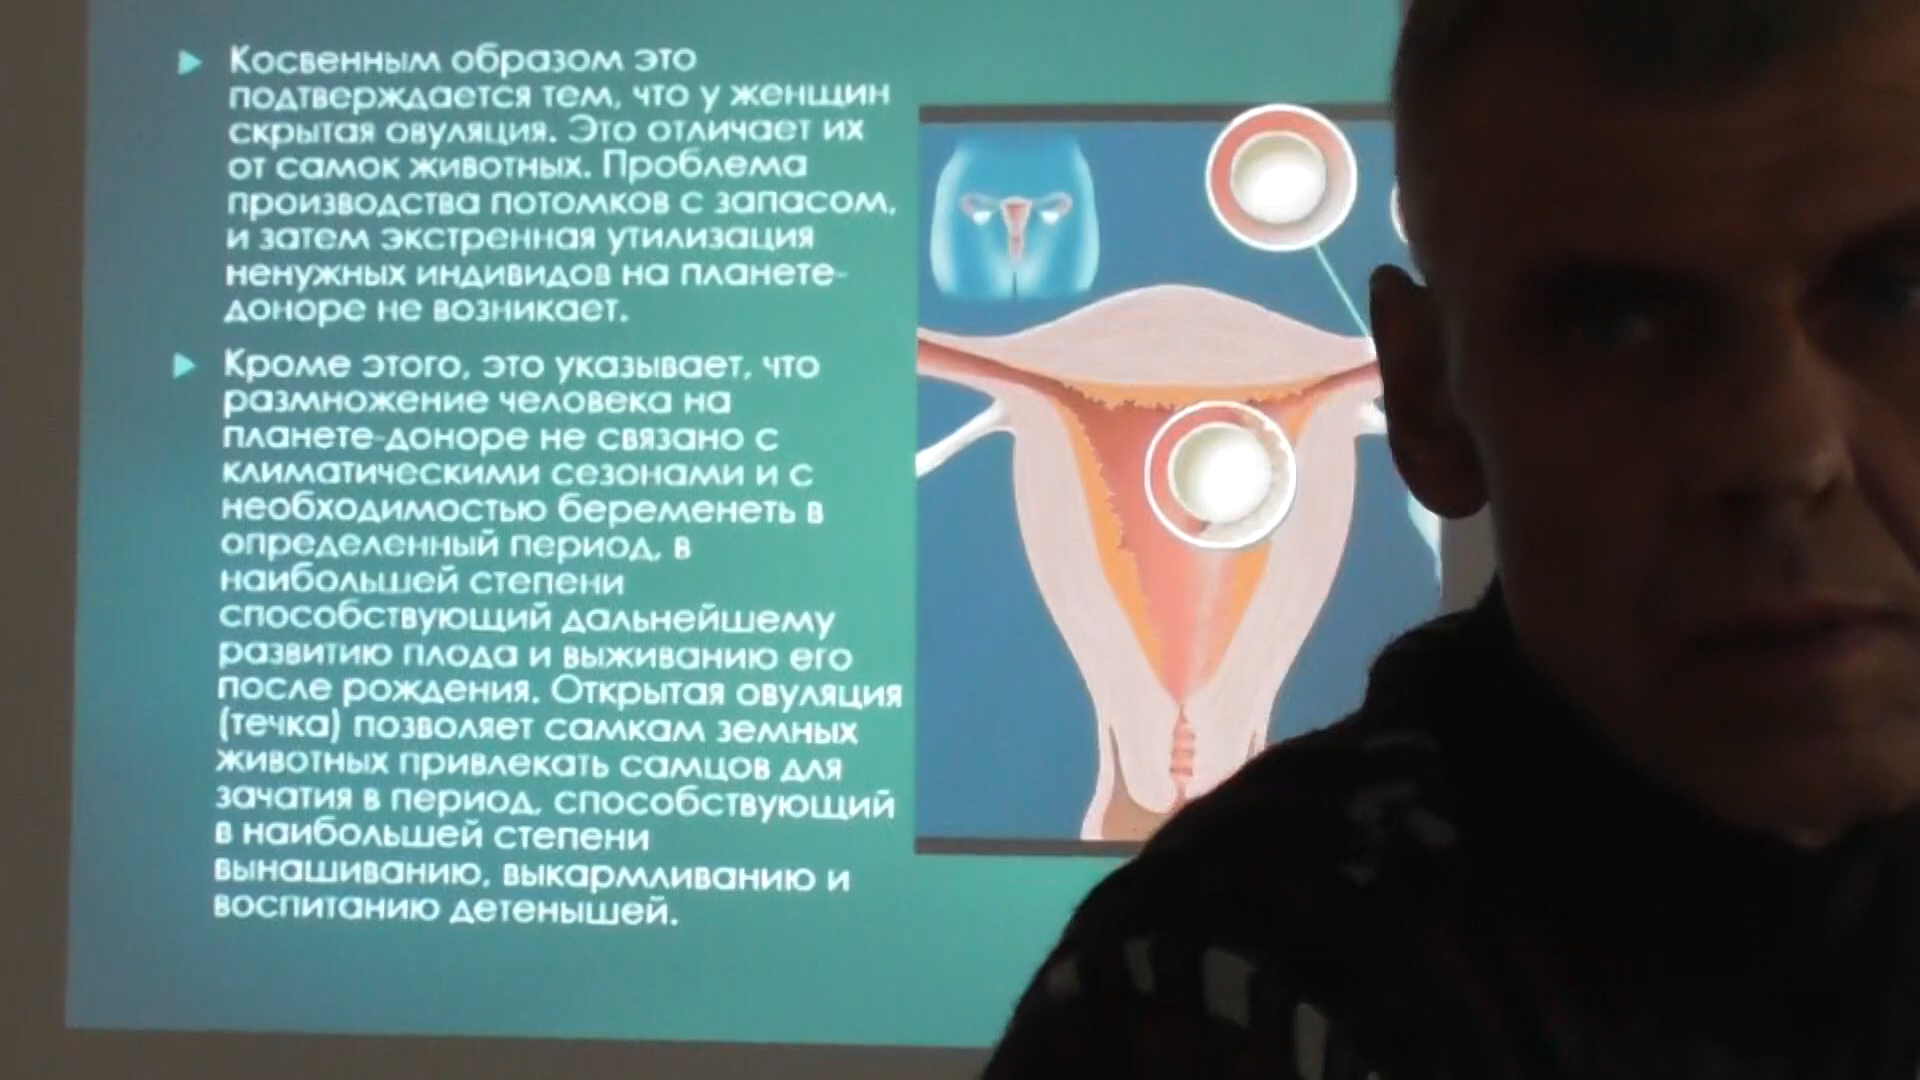 Косвенным образом это
подтверждается тем, что у женщин
скрытая овуляция. Это отличает их
от самок животных. Проблема
производства потомков с запасом,
и затем экстренная утилизация
ненужных индивидов на планете-
доноре не возникает.
Кроме этого, это указывает, что
размножение человека на
планете-доноре не связано с
климатическими сезонами и с
необходимостью беременеть в
определенный период, в
наибольшей степени
способствующий дальнейшему
развитию плода и выживанию его
после рождения. Открытая овуляция
(течка) позволяет самкам земных
животных привлекать самцов для
зачатия в период, способствующий
в наибольшей степени
вынашиванию, выкармливанию и
воспитанию детенышей.